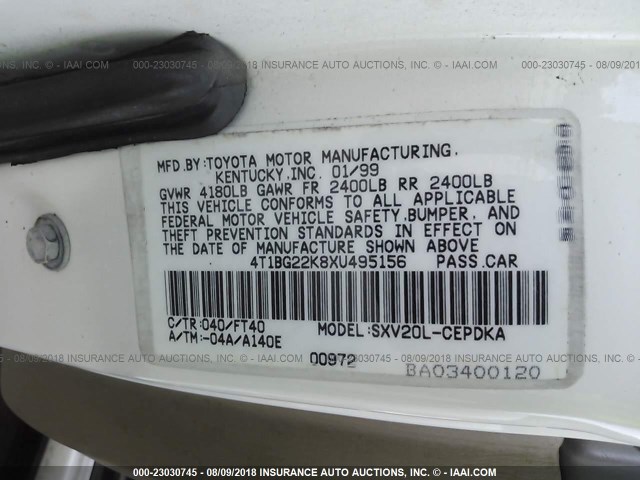 000-23030745 - 08/09/2018 INSURANCE AUTO AUCTIONS, INC. - © IAAI.COM
MFD.BY:TOYOTA MOTOR MANUFACTURING,
KENTUCKY,INC. 01/99
GVWR 4180LB GAWR FR 2400LB RR 2400LB
THIS VEHICLE CONFORMS TO ALL APPLICABLE
FEDERAL MOTOR VEHICLE SAFETY,BUMPER, AND
THEFT PREVENTION STANDARDS IN EFFECT ON
THE DATE OF MANUFACTURE SHOWN ABOVE
4T1BG22K8XU495156 PASS.CAR
C/TR:040/FT40 MODEL:SXV20L-CEPDKA
A/TM:-04A/A140E
00972
BA03400120
000-23030745 - 08/09/2018 INSURANCE AUTO AUCTIONS, INC. - © IAAI.COM